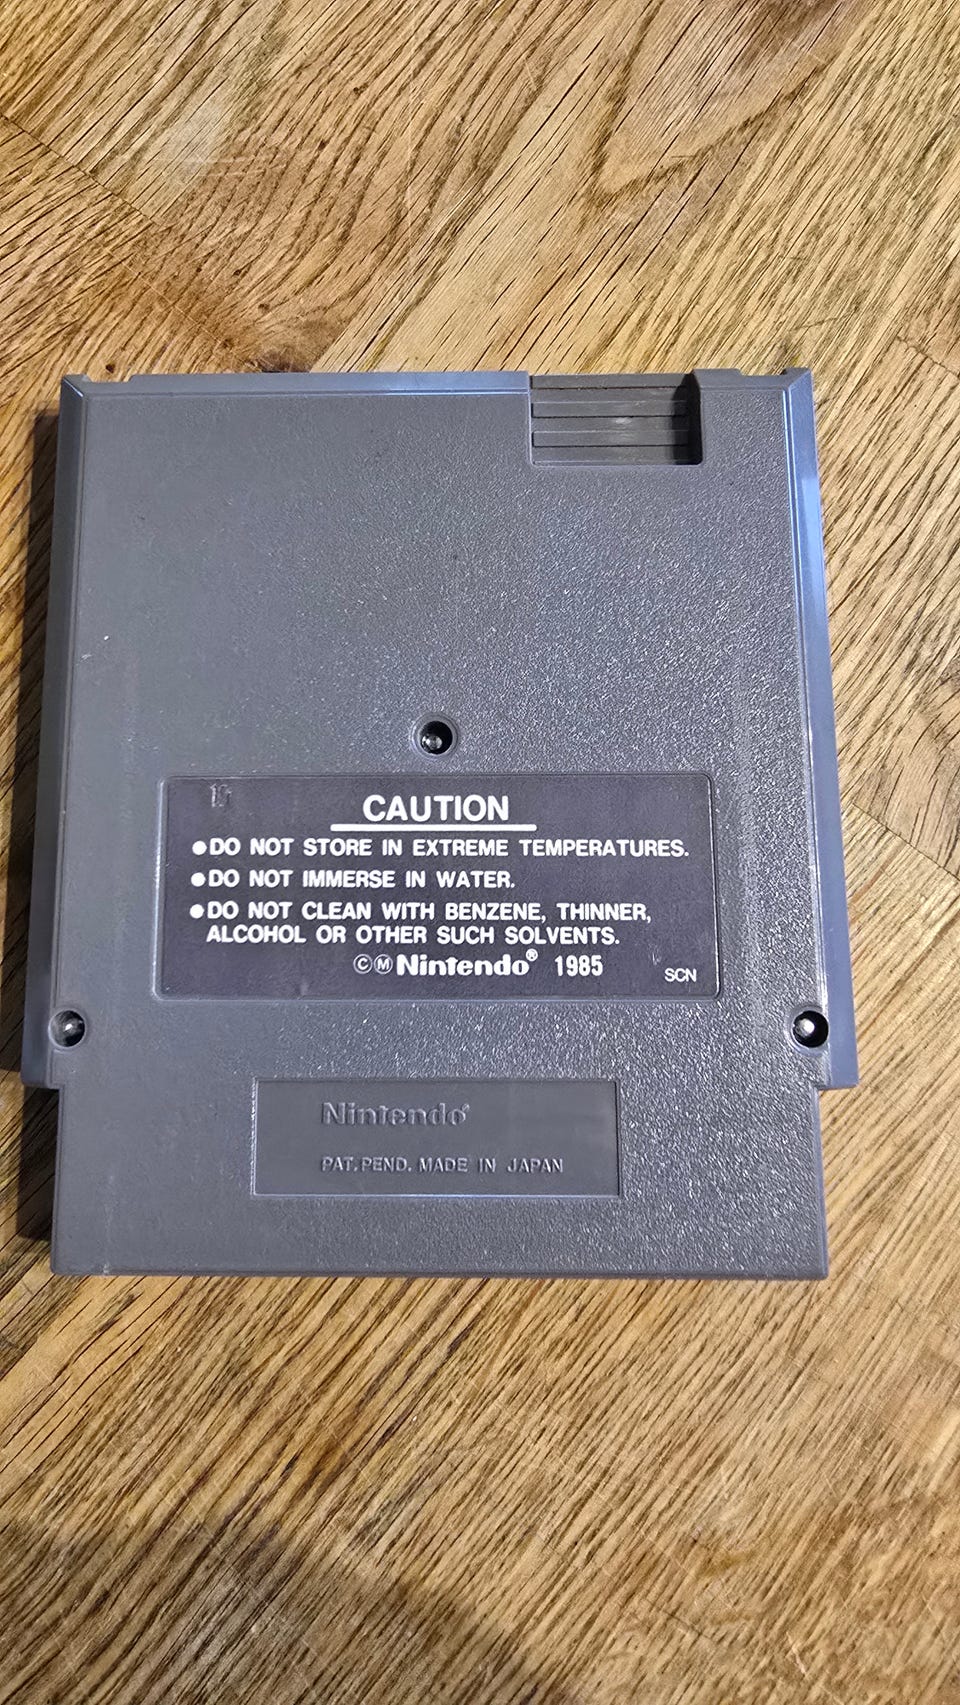 CAUTION
●DO NOT STORE IN EXTREME TEMPERATURES.
●DO NOT IMMERSE IN WATER.
●DO NOT CLEAN WITH BENZENE, THINNER,
ALCOHOL OR OTHER SUCH SOLVENTS.
ⒸⓂNintendo® 1985
SCN
Nintendo®
PAT. PEND. MADE IN JAPAN